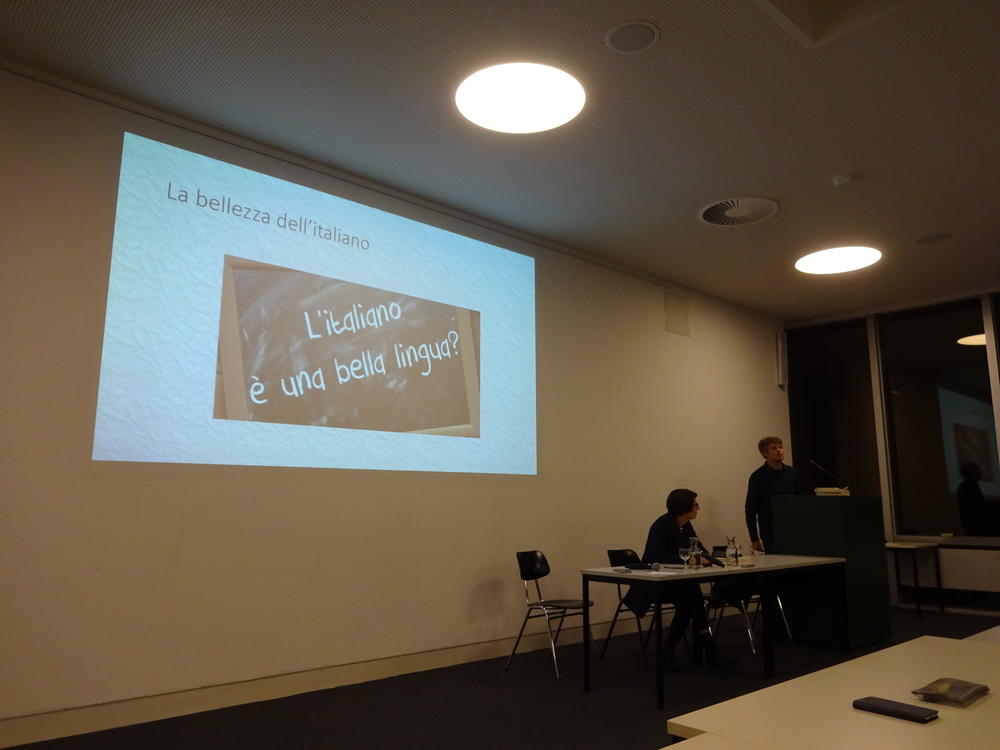 La bellezza dell'italiano
L'italiano
è una bella lingua?